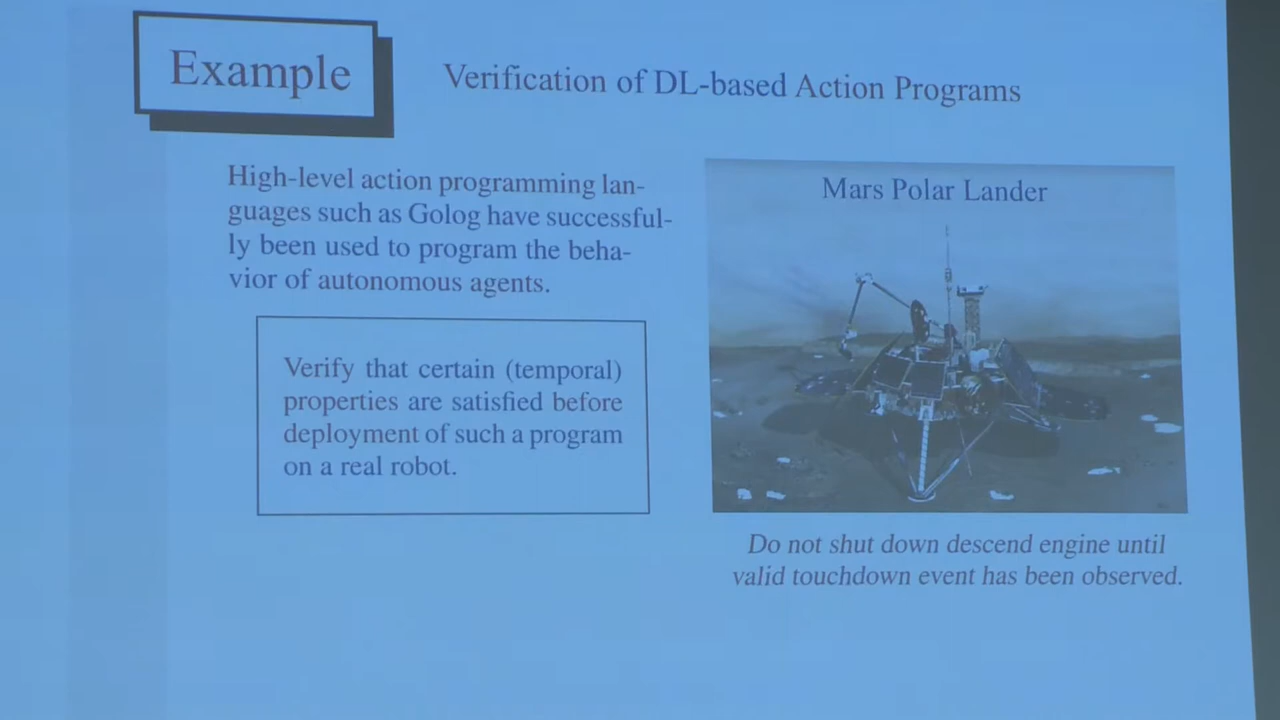 Example
Verification of DL-based Action Programs
High-level action programming lan-
guages such as Golog have successful-
ly been used to program the beha-
vior of autonomous agents.
Verify that certain (temporal)
properties are satisfied before
deployment of such a program
on a real robot.
Mars Polar Lander
Do not shut down descend engine until
valid touchdown event has been observed.